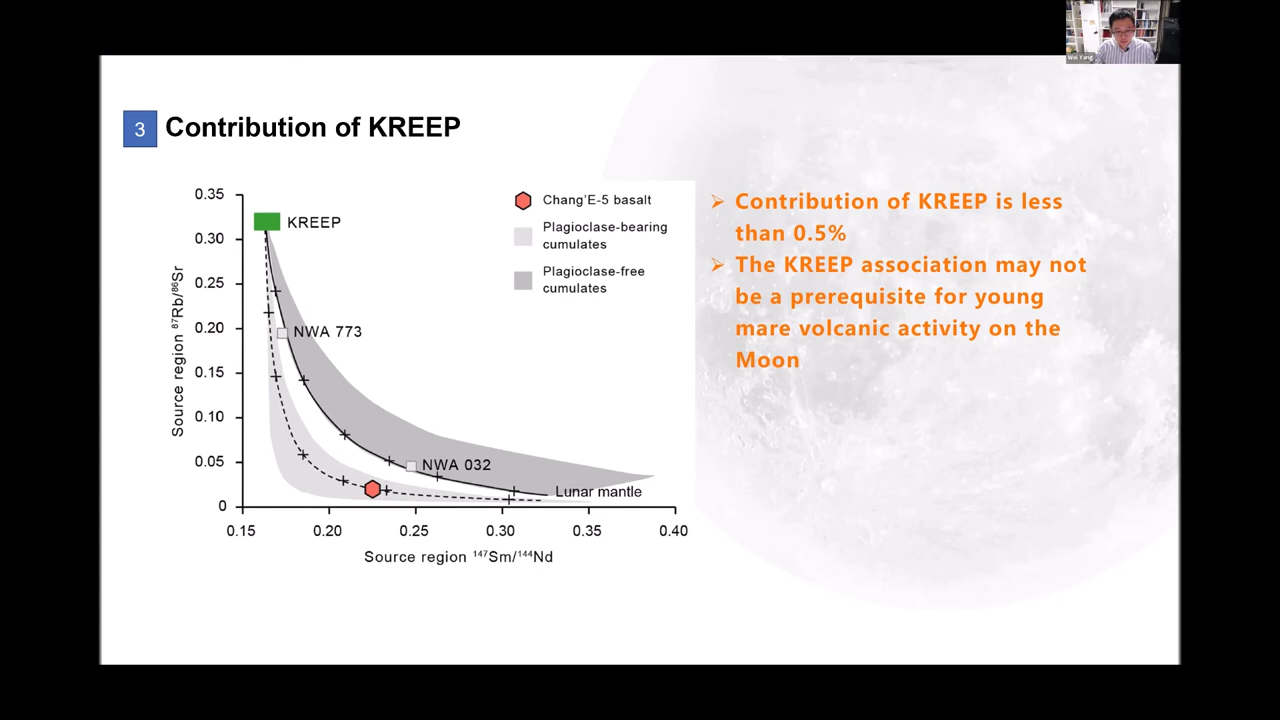 Wei Yang
3 Contribution of KREEP
0.35
0.30
0.25
0.20
0.15
0.10
0.05
0
Source region ⁸⁷Rb/⁸⁶Sr
KREEP
NWA 773
NWA 032
Lunar mantle
Chang'E-5 basalt
Plagioclase-bearing
cumulates
Plagioclase-free
cumulates
0.15 0.20 0.25 0.30 0.35 0.40
Source region ¹⁴⁷Sm/¹⁴⁴Nd
➢ Contribution of KREEP is less
than 0.5%
➢ The KREEP association may not
be a prerequisite for young
mare volcanic activity on the
Moon